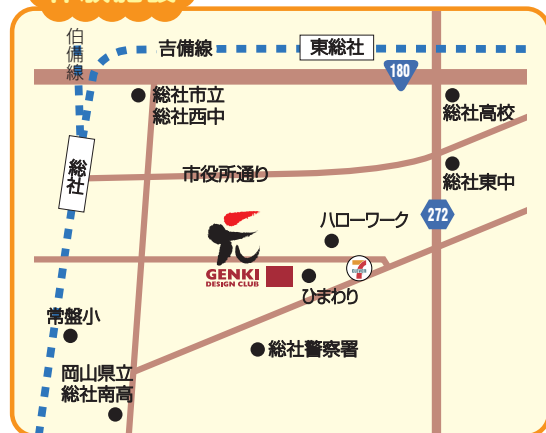 伯備線
吉備線
東総社
180
総社市立
総社西中
総社高校
総社
市役所通り
総社東中
272
ハローワーク
元
GENKI
DESIGN CLUB
7
ELEVEN
ひまわり
常盤小
総社警察署
岡山県立
総社南高